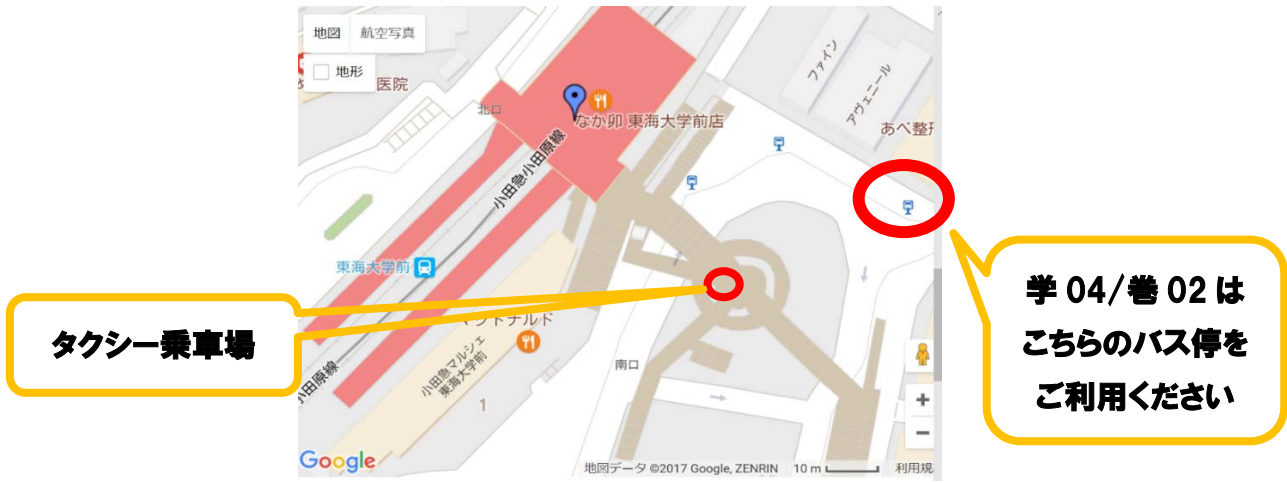 地図 航空写真
地形
医院
北口
なか卯 東海大学前店
ファイン
アヴェニール
あべ整形
小田急小田原線
東海大学前
マクドナルド
小田急マルシェ
東海大学前
小田原線
1
南口
タクシー乗車場
学 04/巻 02 は
こちらのバス停を
ご利用ください
+
−
Google
地図データ ©2017 Google, ZENRIN 10 m 利用規